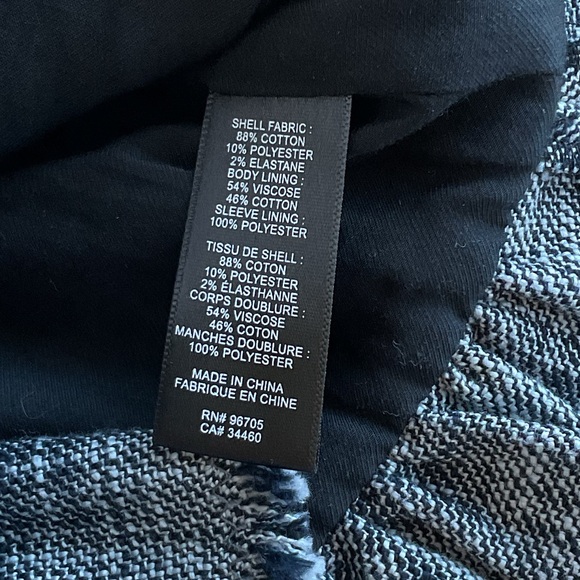 SHELL FABRIC :
88% COTTON
10% POLYESTER
2% ELASTANE
BODY LINING :
54% VISCOSE
46% COTTON
SLEEVE LINING :
100% POLYESTER
TISSU DE SHELL :
88% COTON
10% POLYESTER
2% ÉLASTHANNE
CORPS DOUBLURE :
54% VISCOSE
46% COTON
MANCHES DOUBLURE :
100% POLYESTER
MADE IN CHINA
FABRIQUE EN CHINE
RN# 96705
CA# 34460